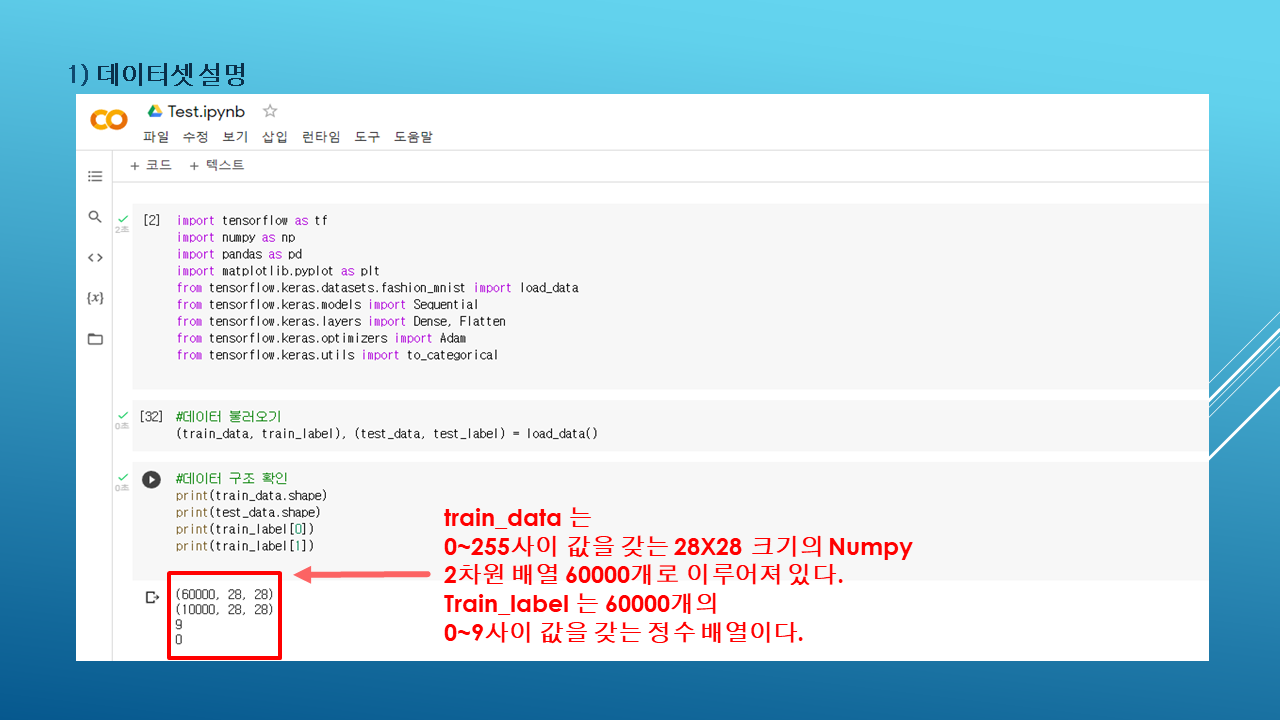 1) 데이터셋 설명
Test.ipynb
파일 수정 보기 삽입 런타임 도구 도움말
+ 코드 + 텍스트
[2] import tensorflow as tf
2초
import numpy as np
import pandas as pd
import matplotlib.pyplot as plt
from tensorflow.keras.datasets.fashion_mnist import load_data
from tensorflow.keras.models import Sequential
from tensorflow.keras.layers import Dense, Flatten
from tensorflow.keras.optimizers import Adam
from tensorflow.keras.utils import to_categorical
{x}
[32] #데이터 불러오기
0초
(train_data, train_label), (test_data, test_label) = load_data()
#데이터 구조 확인
0초
print(train_data.shape)
print(test_data.shape)
print(train_label[0])
print(train_label[1])
(60000, 28, 28)
(10000, 28, 28)
9
0
train_data 는
0~255사이 값을 갖는 28X28 크기의 Numpy
2차원 배열 60000개로 이루어져 있다.
Train_label 는 60000개의
0~9사이 값을 갖는 정수 배열이다.